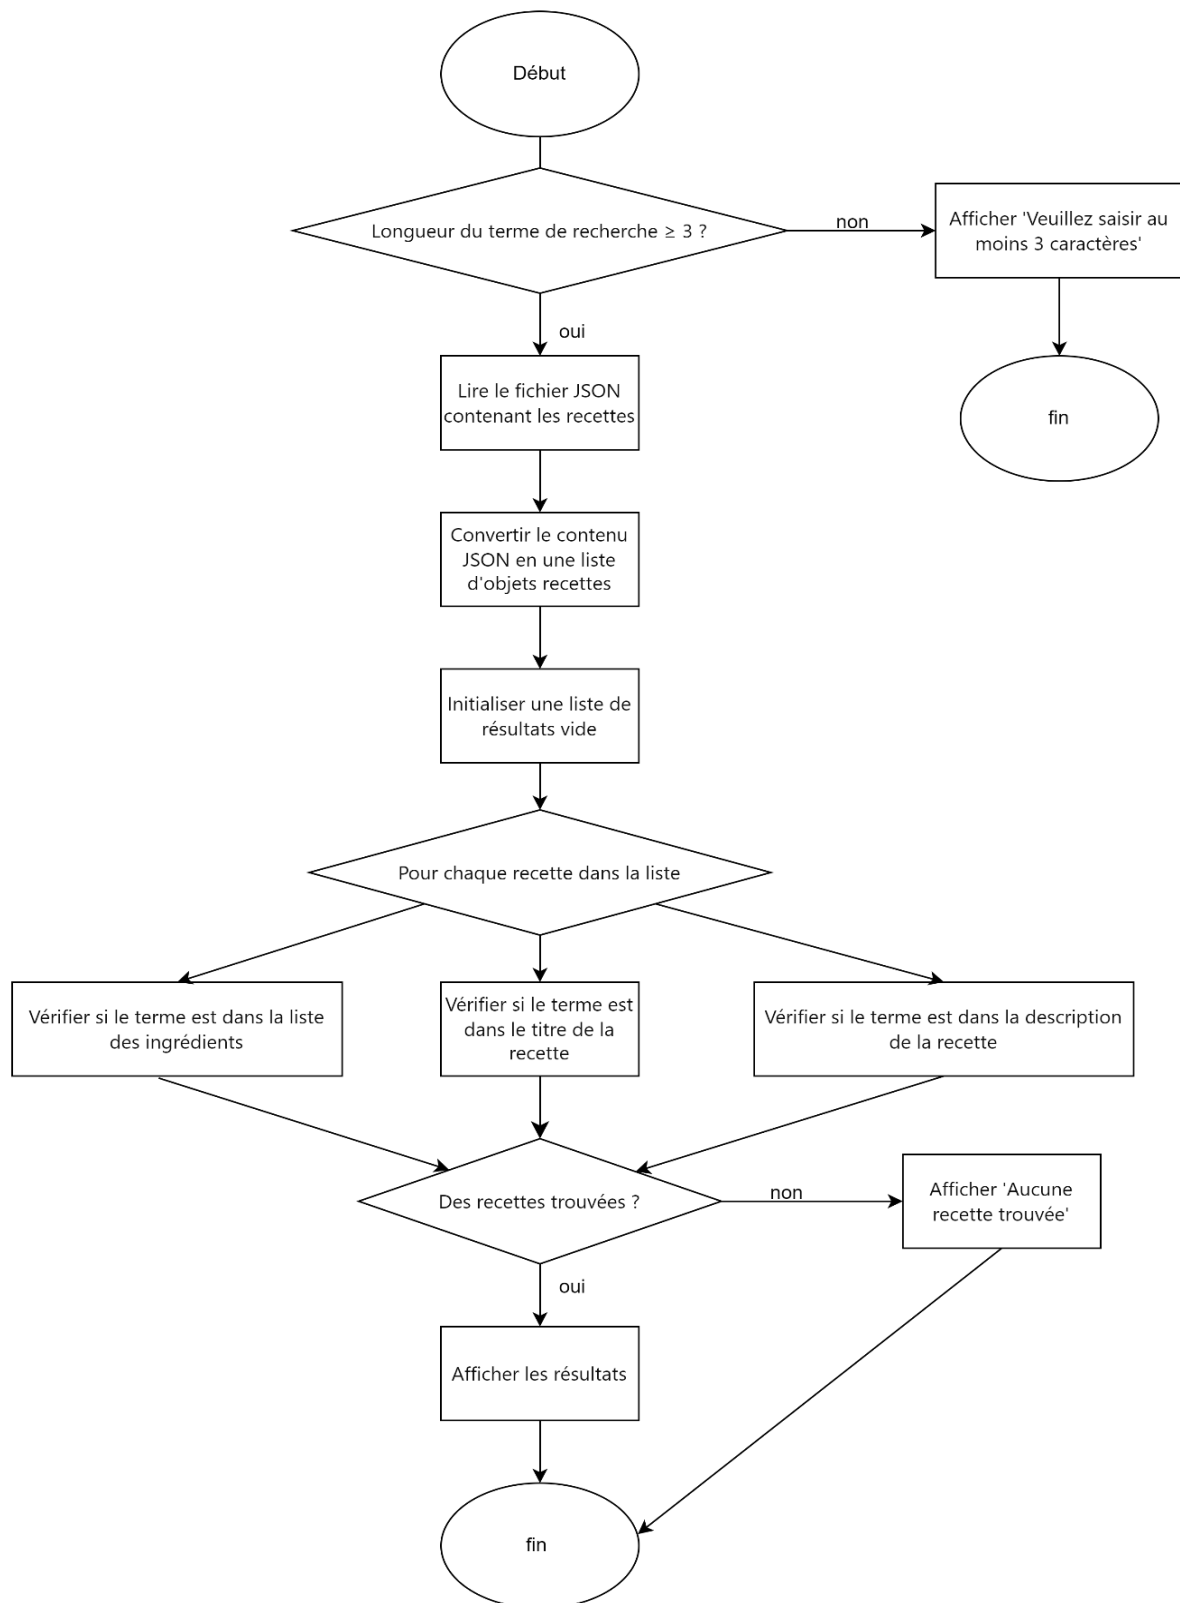 Début
Longueur du terme de recherche ≥ 3 ?
non
Afficher 'Veuillez saisir au
moins 3 caractères'
fin
oui
Lire le fichier JSON
contenant les recettes
Convertir le contenu
JSON en une liste
d'objets recettes
Initialiser une liste de
résultats vide
Pour chaque recette dans la liste
Vérifier si le terme est dans la liste
des ingrédients
Vérifier si le terme est
dans le titre de la
recette
Vérifier si le terme est dans la description
de la recette
Des recettes trouvées ?
non
Afficher 'Aucune
recette trouvée'
oui
Afficher les résultats
fin